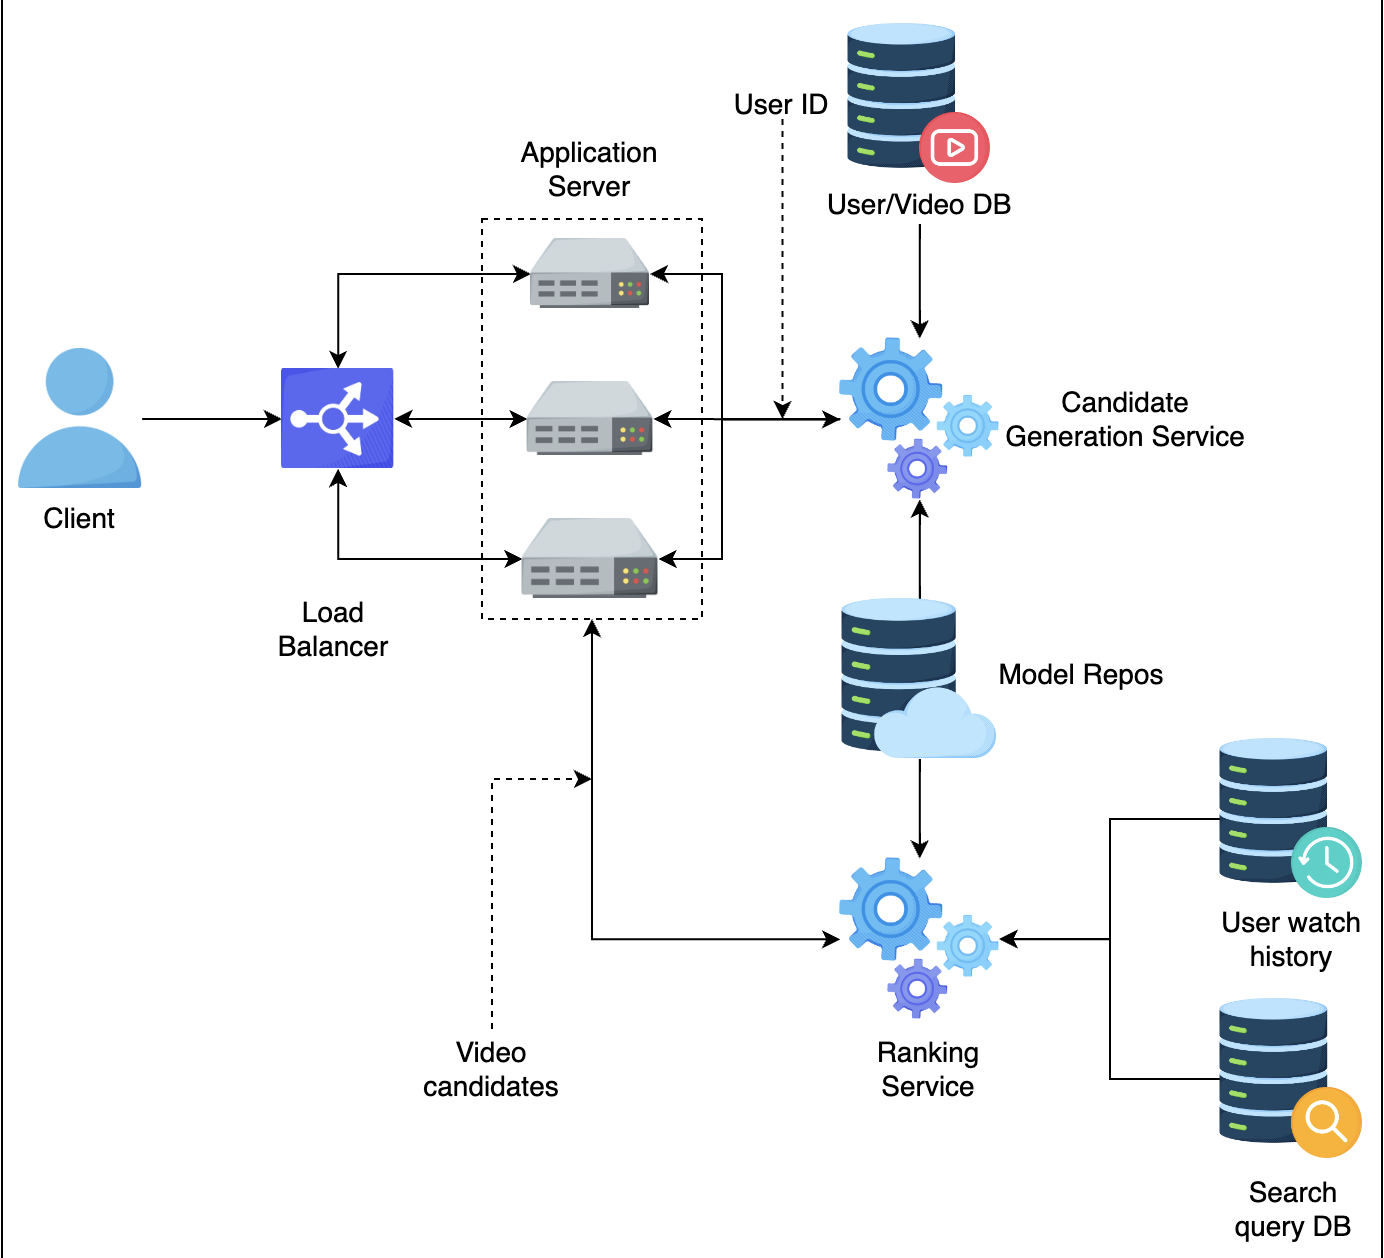 User ID
Application
Server
User/Video DB
Candidate
Generation Service
Client
Load
Balancer
Model Repos
User watch
history
Video
candidates
Ranking
Service
Search
query DB